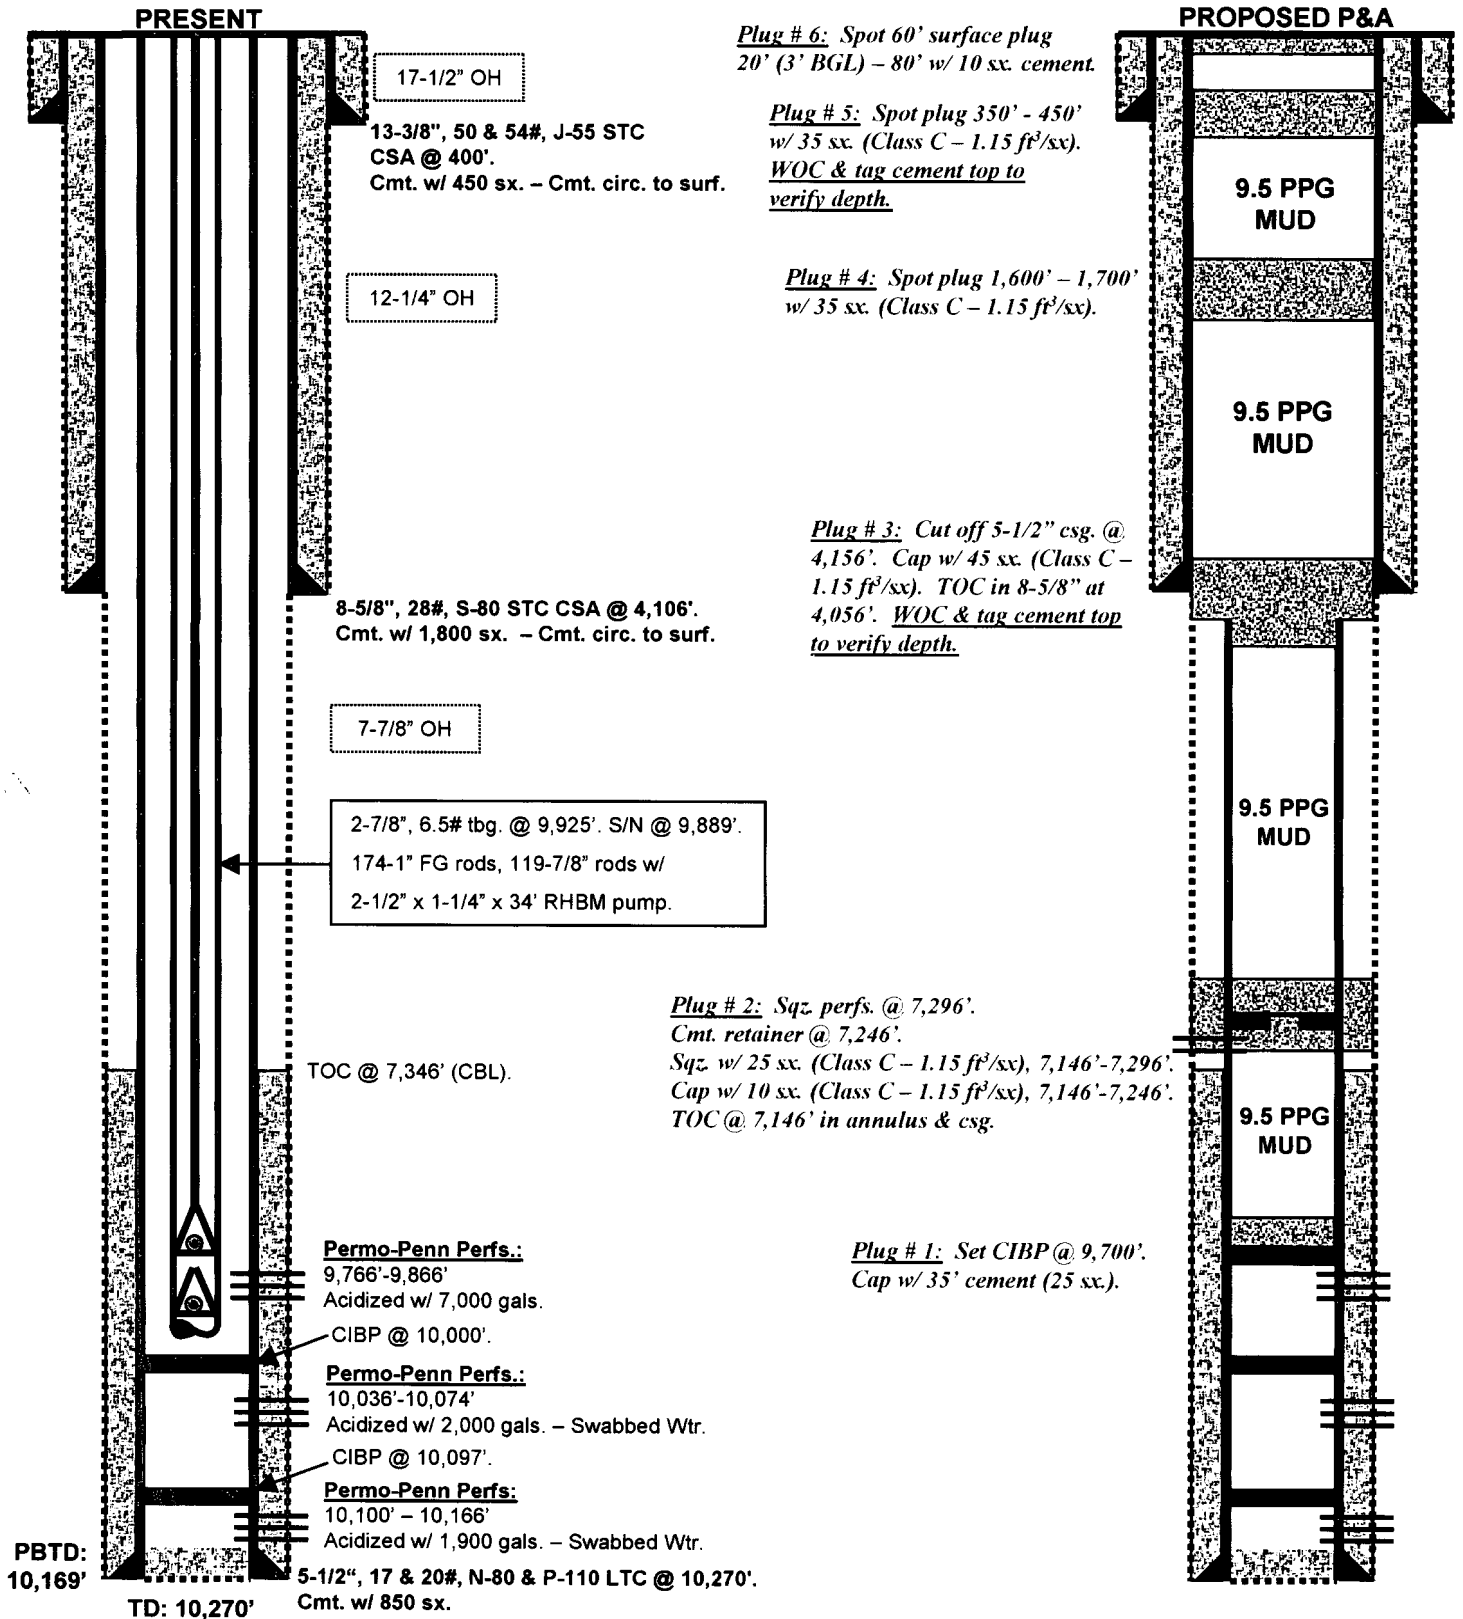 PRESENT
17-1/2" OH
13-3/8", 50 & 54#, J-55 STC
CSA @ 400'.
Cmt. w/ 450 sx. – Cmt. circ. to surf.
12-1/4" OH
8-5/8", 28#, S-80 STC CSA @ 4,106'.
Cmt. w/ 1,800 sx. – Cmt. circ. to surf.
7-7/8" OH
2-7/8", 6.5# tbg. @ 9,925'. S/N @ 9,889'.
174-1" FG rods, 119-7/8" rods w/
2-1/2" x 1-1/4" x 34' RHBM pump.
TOC @ 7,346' (CBL).
Permo-Penn Perfs.:
9,766'-9,866'
Acidized w/ 7,000 gals.
CIBP @ 10,000'.
Permo-Penn Perfs.:
10,036'-10,074'
Acidized w/ 2,000 gals. – Swabbed Wtr.
CIBP @ 10,097'.
Permo-Penn Perfs:
10,100' – 10,166'
Acidized w/ 1,900 gals. – Swabbed Wtr.
PBTD:
10,169'
5-1/2", 17 & 20#, N-80 & P-110 LTC @ 10,270'.
Cmt. w/ 850 sx.
TD: 10,270'
PROPOSED P&A
Plug # 6: Spot 60' surface plug
20' (3' BGL) – 80' w/ 10 sx. cement.
Plug # 5: Spot plug 350' - 450'
w/ 35 sx. (Class C – 1.15 ft³/sx).
WOC & tag cement top to
verify depth.
9.5 PPG
MUD
Plug # 4: Spot plug 1,600' – 1,700'
w/ 35 sx. (Class C – 1.15 ft³/sx).
9.5 PPG
MUD
Plug # 3: Cut off 5-1/2" csg. @
4,156'. Cap w/ 45 sx. (Class C –
1.15 ft³/sx). TOC in 8-5/8" at
4,056'. WOC & tag cement top
to verify depth.
9.5 PPG
MUD
Plug # 2: Sqz. perfs. @ 7,296'.
Cmt. retainer @ 7,246'.
Sqz. w/ 25 sx. (Class C – 1.15 ft³/sx), 7,146'-7,296'.
Cap w/ 10 sx. (Class C – 1.15 ft³/sx), 7,146'-7,246'.
TOC @ 7,146' in annulus & csg.
9.5 PPG
MUD
Plug # 1: Set CIBP @ 9,700'.
Cap w/ 35' cement (25 sx.).